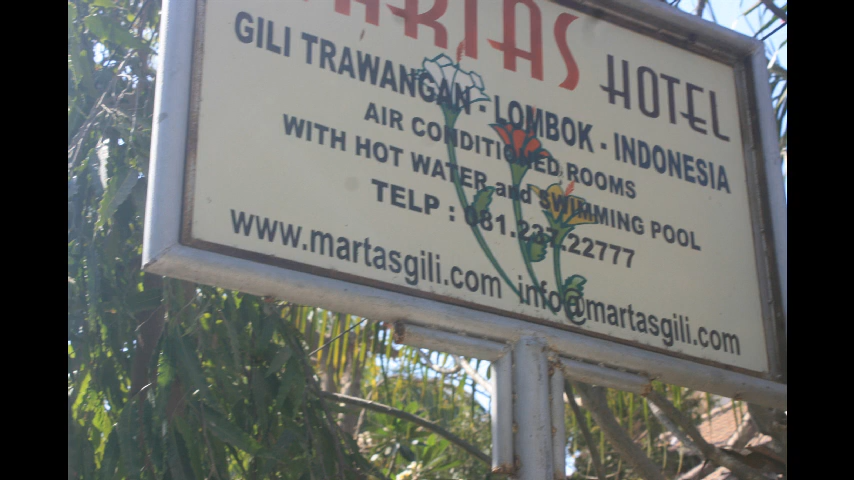 MARTAS HOTEL
GILI TRAWANGAN · LOMBOK · INDONESIA
AIR CONDITIONED ROOMS
WITH HOT WATER and SWIMMING POOL
TELP : 081.237.22777
www.martasgili.com info@martasgili.com